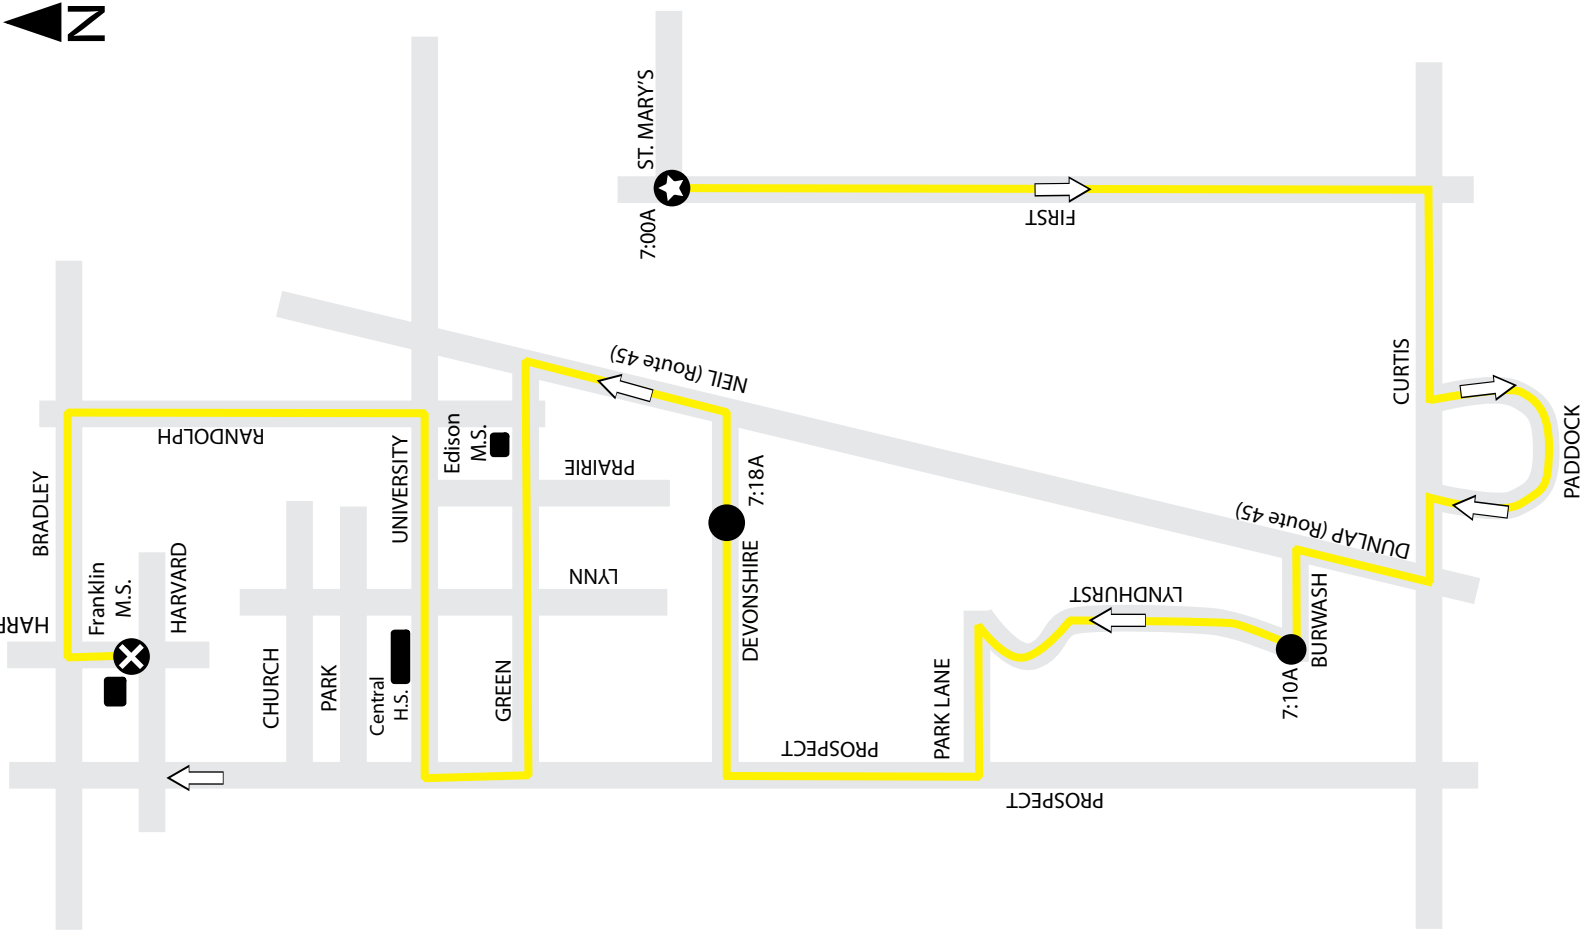 N
ST. MARY'S
7:00A
FIRST
CURTIS
PADDOCK
NEIL (Route 45)
DUNLAP (Route 45)
RANDOLPH
BRADLEY
UNIVERSITY
Edison
M.S.
PRAIRIE
7:18A
DEVONSHIRE
LYNN
LYNDHURST
BURWASH
7:10A
Franklin
M.S.
HARVARD
CHURCH
PARK
Central
H.S.
GREEN
PARK LANE
PROSPECT
PROSPECT